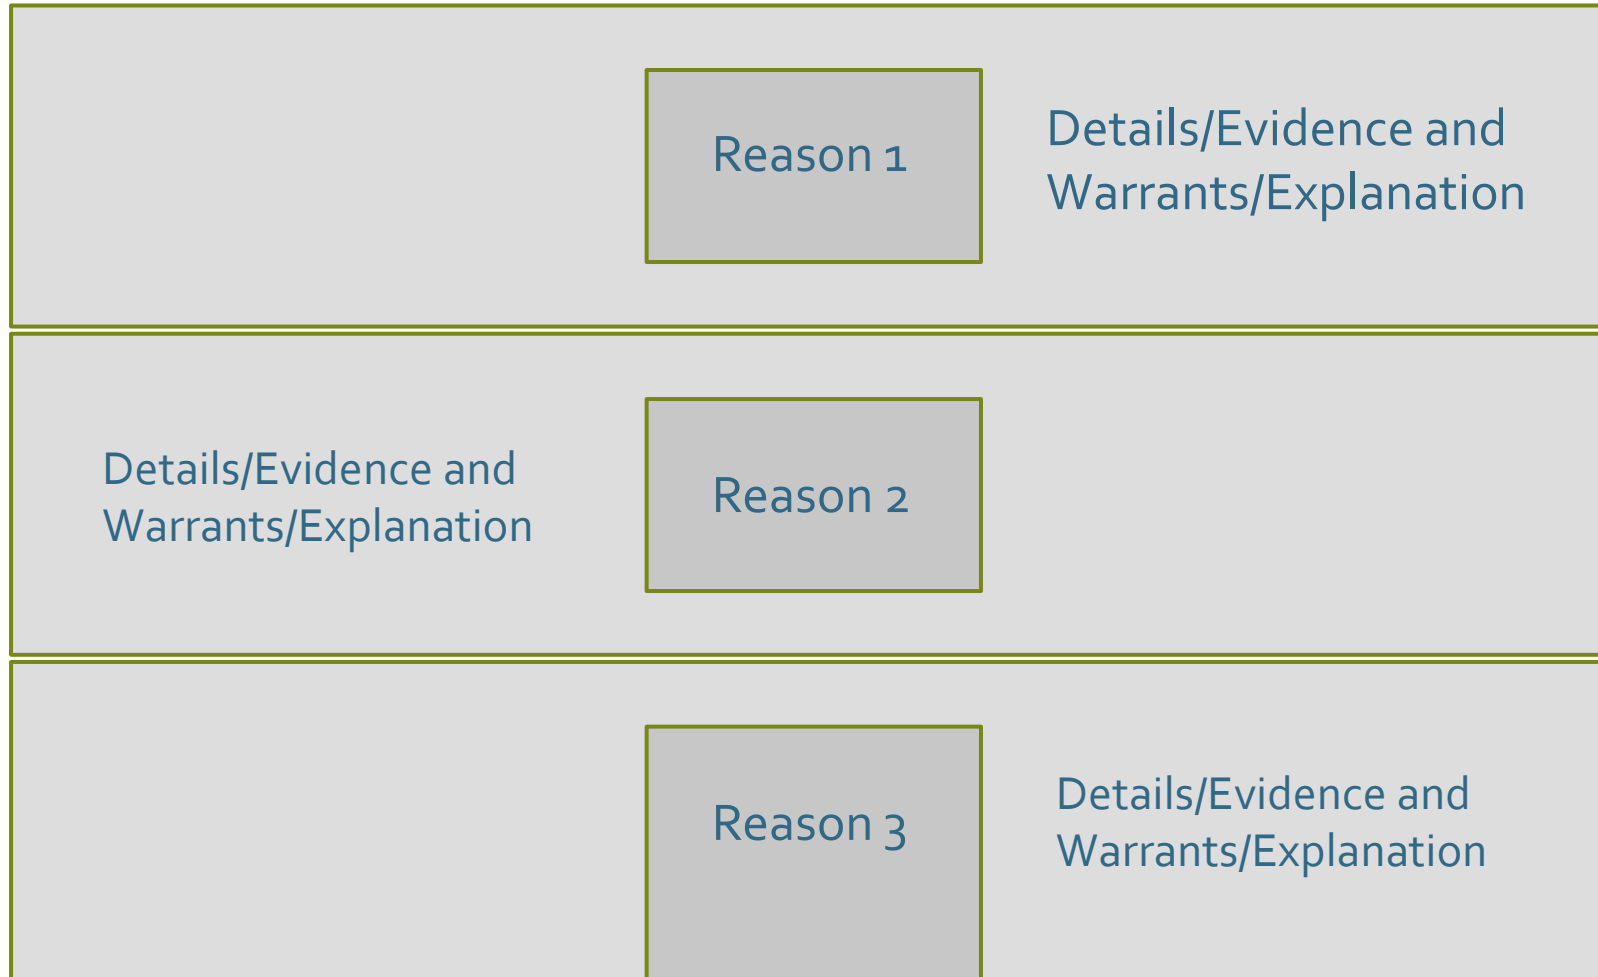 Reason 1
Details/Evidence and
Warrants/Explanation
Details/Evidence and
Warrants/Explanation
Reason 2
Reason 3
Details/Evidence and
Warrants/Explanation